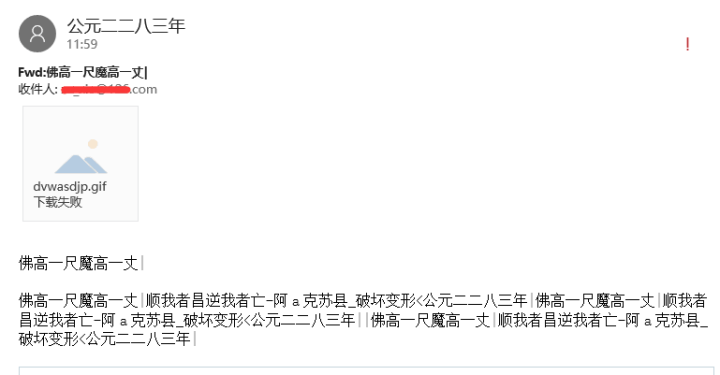 公元二二八三年
11:59
!
Fwd:佛高一尺魔高一丈|
收件人: .com
dvwasdjp.gif
下载失败
佛高一尺魔高一丈|
佛高一尺魔高一丈|顺我者昌逆我者亡-阿ａ克苏县_破坏变形<公元二二八三年|佛高一尺魔高一丈|顺我者
昌逆我者亡-阿ａ克苏县_破坏变形<公元二二八三年||佛高一尺魔高一丈|顺我者昌逆我者亡-阿ａ克苏县_
破坏变形<公元二二八三年|